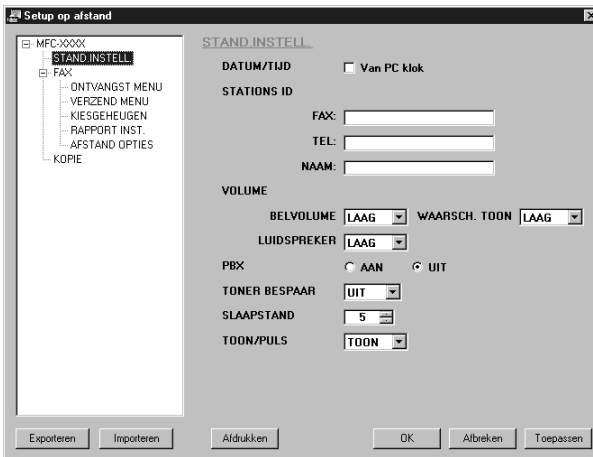 Setup op afstand
MFC-XXXX
STAND.INSTELL.
FAX
ONTVANGST MENU
VERZEND MENU
KIESGEHEUGEN
RAPPORT INST.
AFSTAND OPTIES
KOPIE
STAND.INSTELL.
DATUM/TIJD Van PC klok
STATIONS ID
FAX:
TEL:
NAAM:
VOLUME
BELVOLUME LAAG WAARSCH. TOON LAAG
LUIDSPREKER LAAG
PBX AAN UIT
TONER BESPAAR UIT
SLAAPSTAND 5
TOON/PULS TOON
Exporteren Importeren Afdrukken OK Afbreken Toepassen